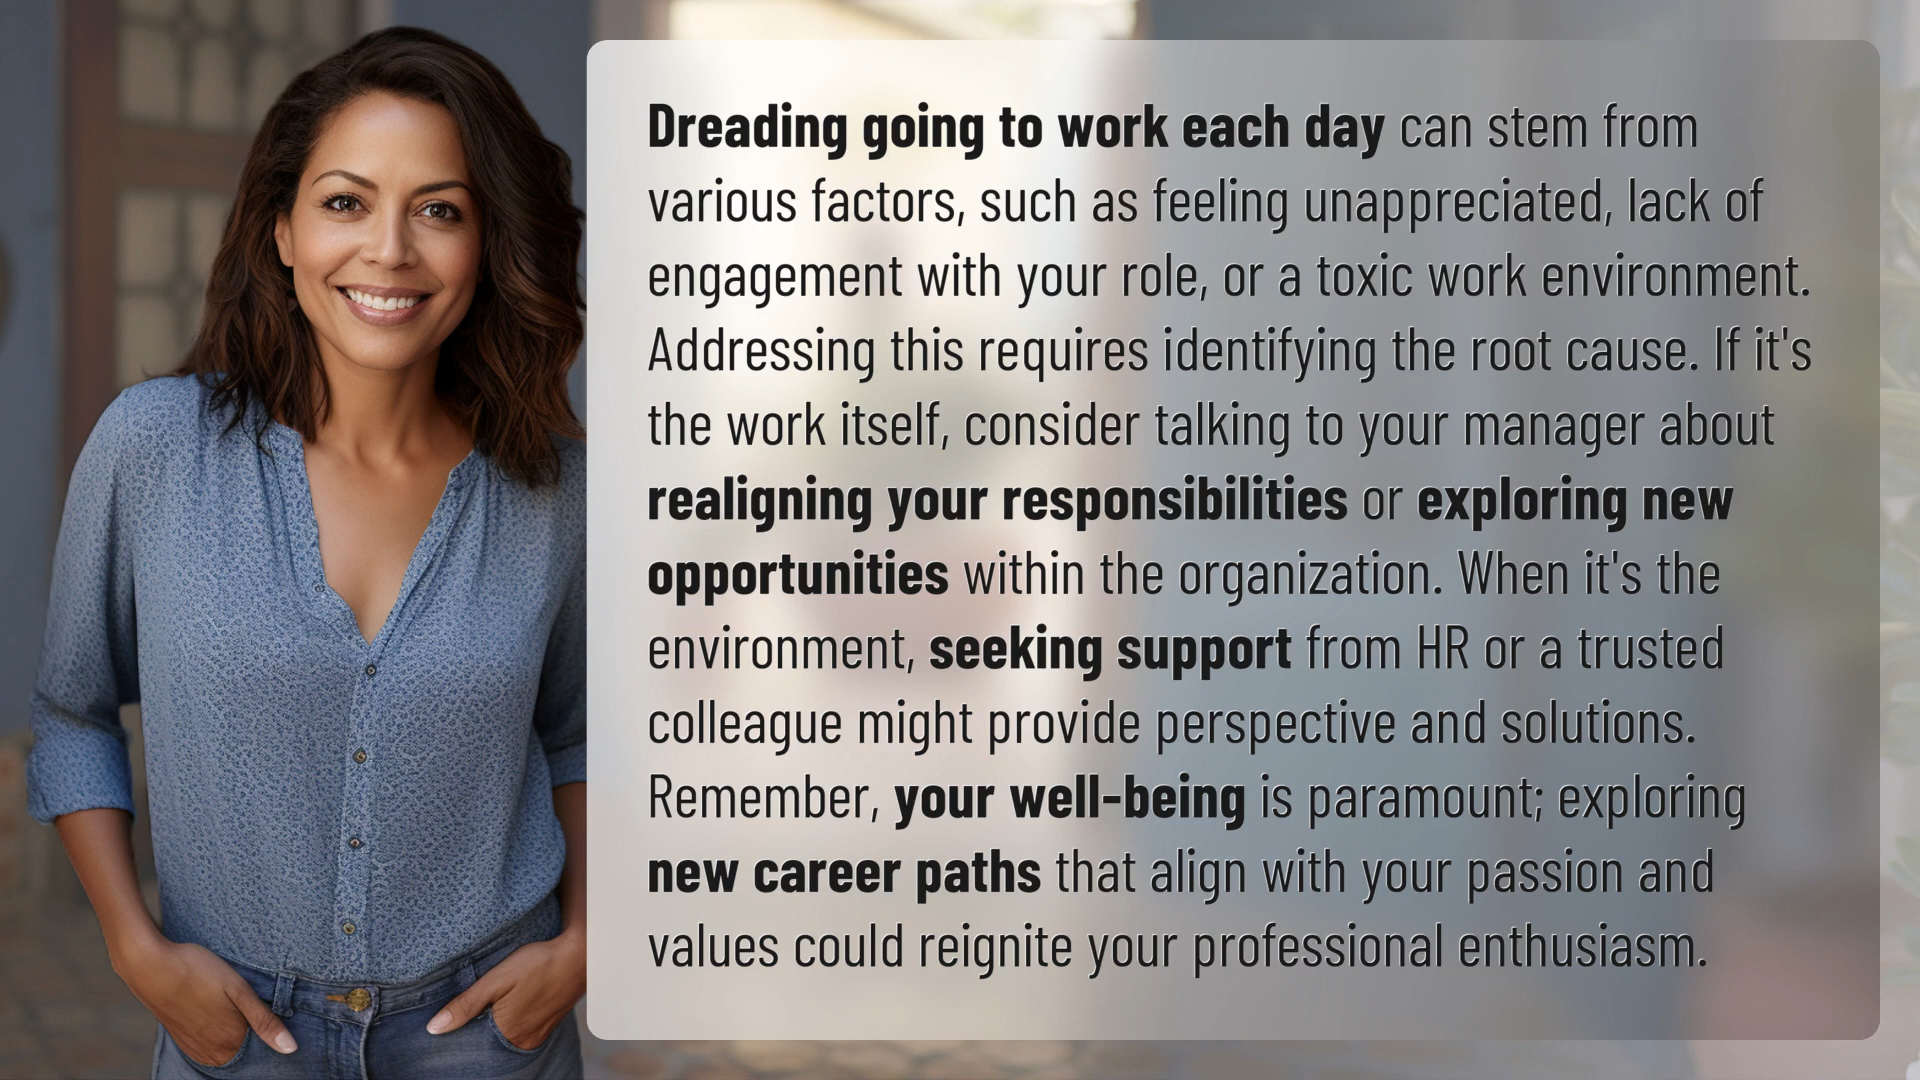 Dreading going to work each day can stem from
various factors, such as feeling unappreciated, lack of
engagement with your role, or a toxic work environment.
Addressing this requires identifying the root cause. If it's
the work itself, consider talking to your manager about
realigning your responsibilities or exploring new
opportunities within the organization. When it's the
environment, seeking support from HR or a trusted
colleague might provide perspective and solutions.
Remember, your well-being is paramount; exploring
new career paths that align with your passion and
values could reignite your professional enthusiasm.